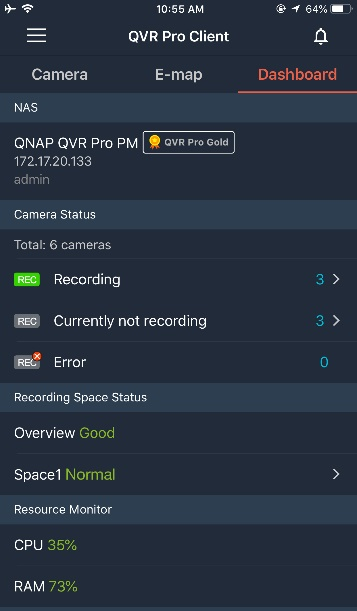 10:55 AM
64%
QVR Pro Client
Camera
E-map
Dashboard
NAS
QNAP QVR Pro PM
QVR Pro Gold
172.17.20.133
admin
Camera Status
Total: 6 cameras
REC Recording 3
REC Currently not recording 3
REC Error 0
Recording Space Status
Overview Good
Space1 Normal
Resource Monitor
CPU 35%
RAM 73%